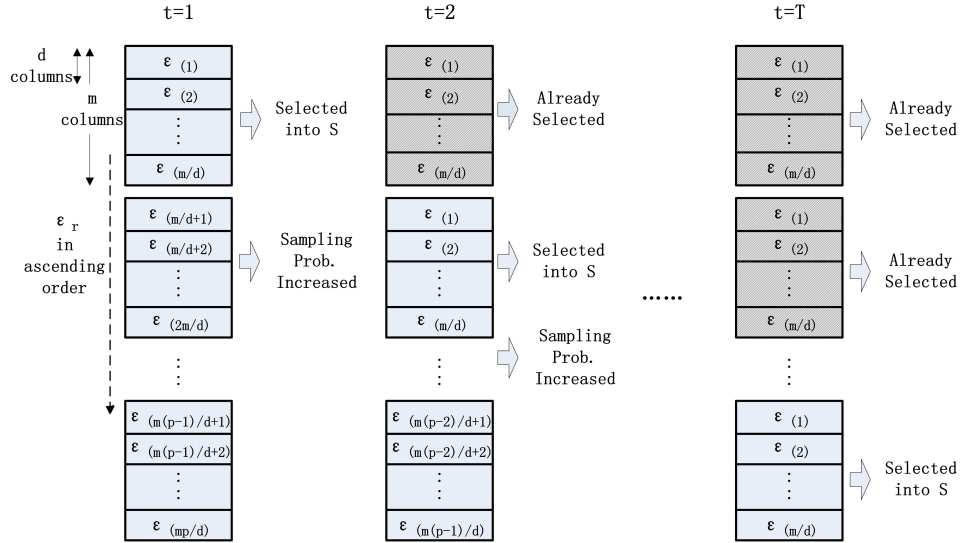 t=1
t=2
t=T
d
columns
m
columns
ε r
in
ascending
order
ε (1)
ε (2)
ε (m/d)
Selected
into S
ε (m/d+1)
ε (m/d+2)
ε (2m/d)
Sampling
Prob.
Increased
ε (m(p-1)/d+1)
ε (m(p-1)/d+2)
ε (mp/d)
ε (1)
ε (2)
ε (m/d)
Already
Selected
ε (1)
ε (2)
ε (m/d)
Selected
into S
Sampling
Prob.
Increased
ε (m(p-2)/d+1)
ε (m(p-2)/d+2)
ε (m(p-1)/d)
......
ε (1)
ε (2)
ε (m/d)
Already
Selected
ε (1)
ε (2)
ε (m/d)
Already
Selected
ε (1)
ε (2)
ε (m/d)
Selected
into S